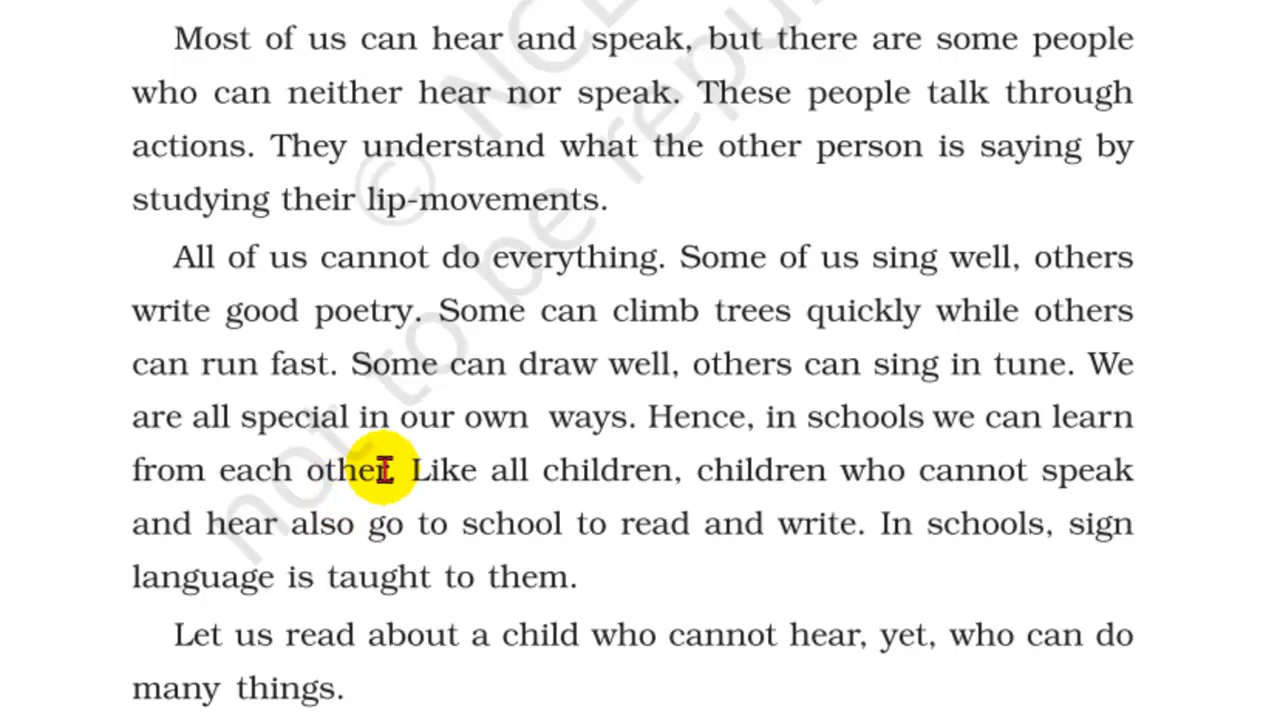 Most of us can hear and speak, but there are some people
who can neither hear nor speak. These people talk through
actions. They understand what the other person is saying by
studying their lip-movements.
All of us cannot do everything. Some of us sing well, others
write good poetry. Some can climb trees quickly while others
can run fast. Some can draw well, others can sing in tune. We
are all special in our own ways. Hence, in schools we can learn
from each other. Like all children, children who cannot speak
and hear also go to school to read and write. In schools, sign
language is taught to them.
Let us read about a child who cannot hear, yet, who can do
many things.
© NCE
not to be repu